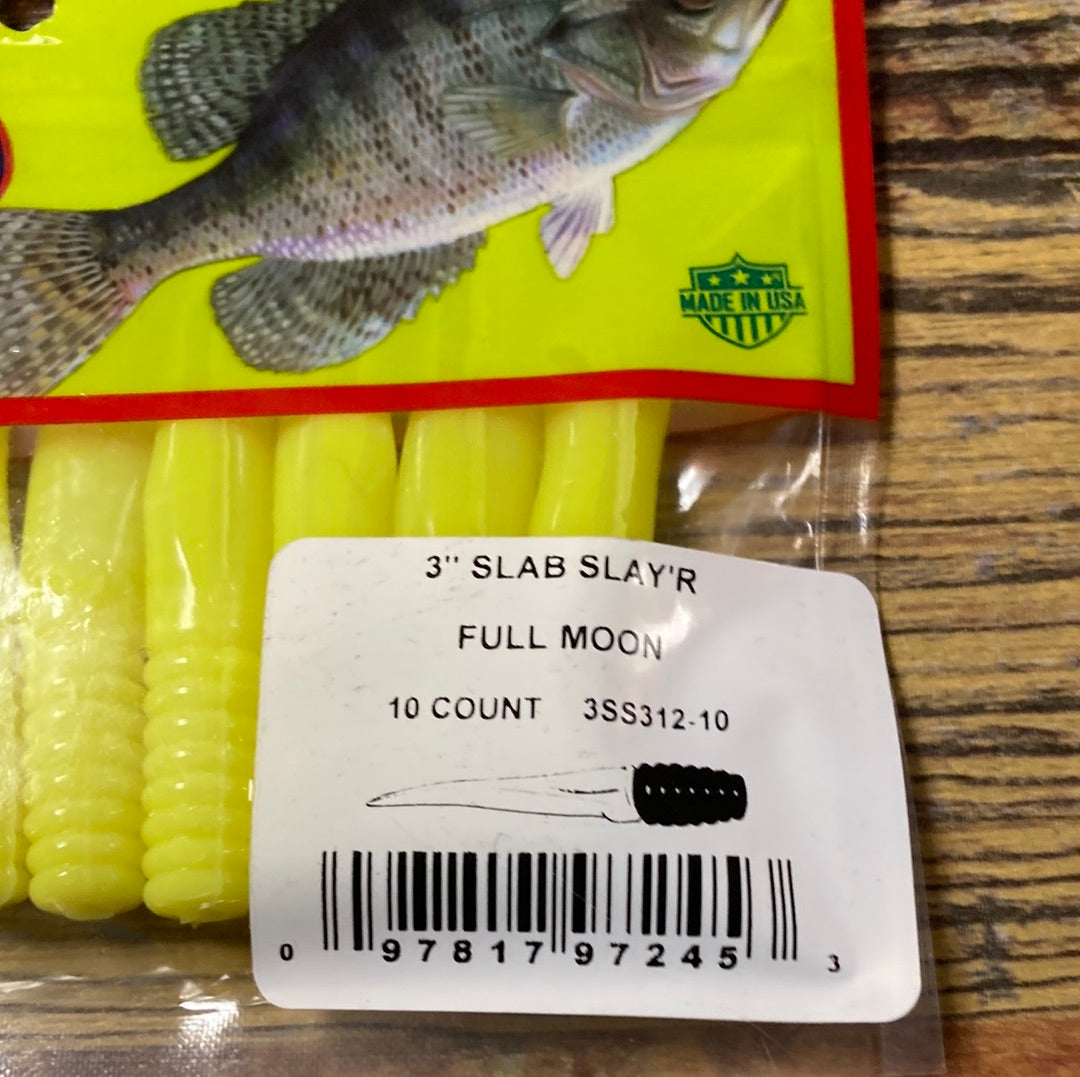 MADE IN USA
3" SLAB SLAY'R
FULL MOON
10 COUNT 3SS312-10
0 97817 97245 3